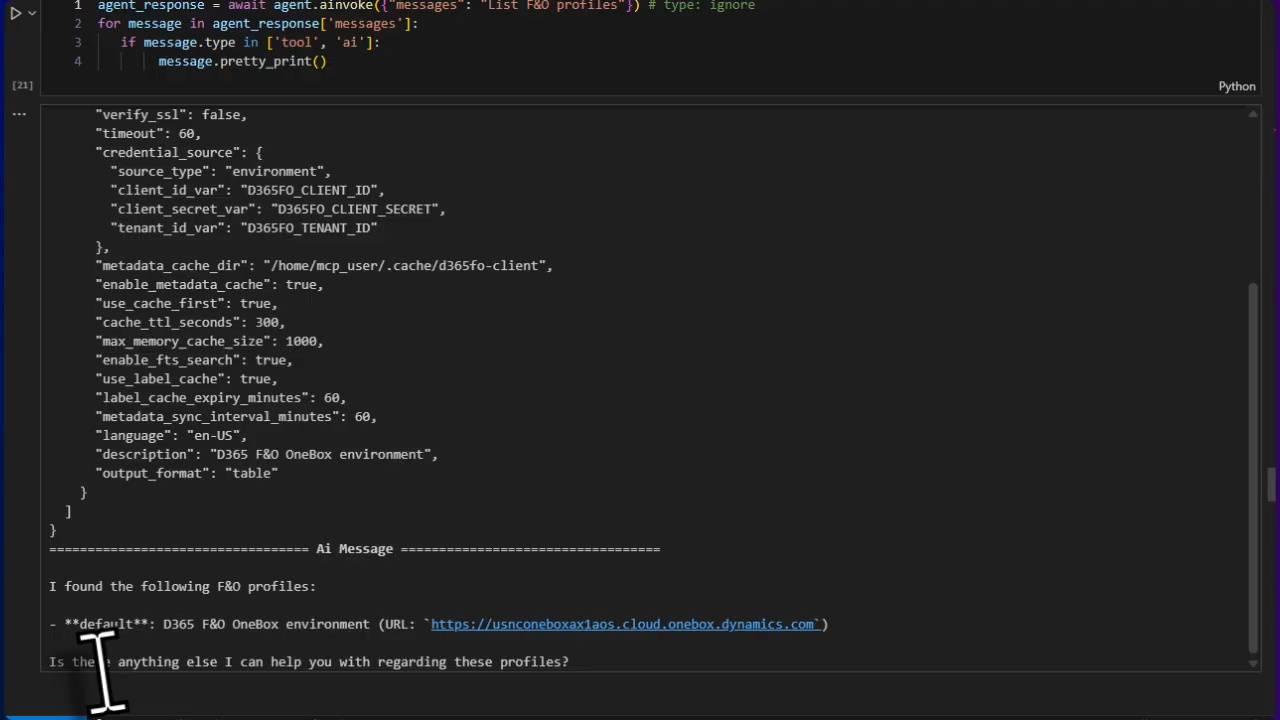 1 agent_response = await agent.ainvoke({"messages": "List F&O profiles"}) # type: ignore
2 for message in agent_response['messages']:
3 if message.type in ['tool', 'ai']:
4 message.pretty_print()
[21]
Python
...
"verify_ssl": false,
"timeout": 60,
"credential_source": {
"source_type": "environment",
"client_id_var": "D365FO_CLIENT_ID",
"client_secret_var": "D365FO_CLIENT_SECRET",
"tenant_id_var": "D365FO_TENANT_ID"
},
"metadata_cache_dir": "/home/mcp_user/.cache/d365fo-client",
"enable_metadata_cache": true,
"use_cache_first": true,
"cache_ttl_seconds": 300,
"max_memory_cache_size": 1000,
"enable_fts_search": true,
"use_label_cache": true,
"label_cache_expiry_minutes": 60,
"metadata_sync_interval_minutes": 60,
"language": "en-US",
"description": "D365 F&O OneBox environment",
"output_format": "table"
}
]
}
================================== Ai Message ==================================
I found the following F&O profiles:
- **default**: D365 F&O OneBox environment (URL: `https://usnconeboxax1aos.cloud.onebox.dynamics.com`)
Is there anything else I can help you with regarding these profiles?